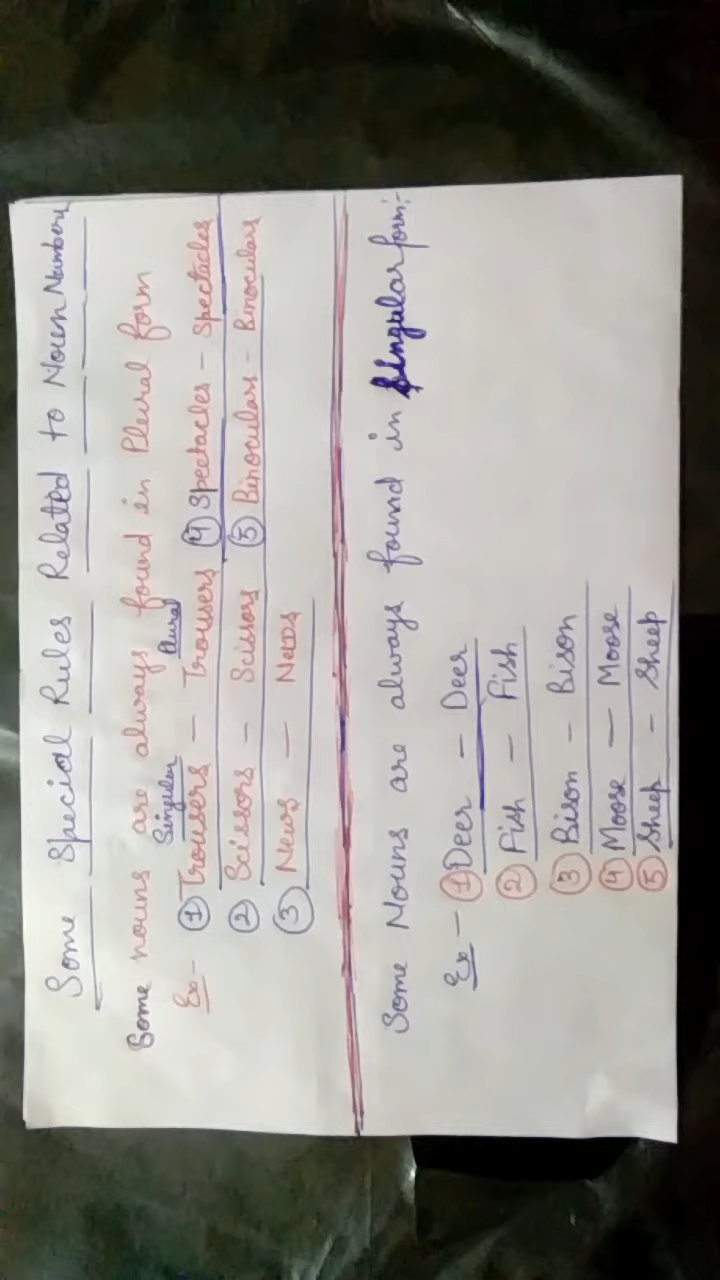 Some Special Rules Related to Noun Number
Some nouns are always found in Plural form
Singular Plural
Ex - ① Trousers - Trousers ④ Spectacles - Spectacles
② Scissors - Scissors ⑤ Binoculars - Binoculars
③ News - News
Some Nouns are always found in Singular form:-
Ex - ① Deer - Deer
② Fish - Fish
③ Bison - Bison
④ Moose - Moose
⑤ Sheep - Sheep